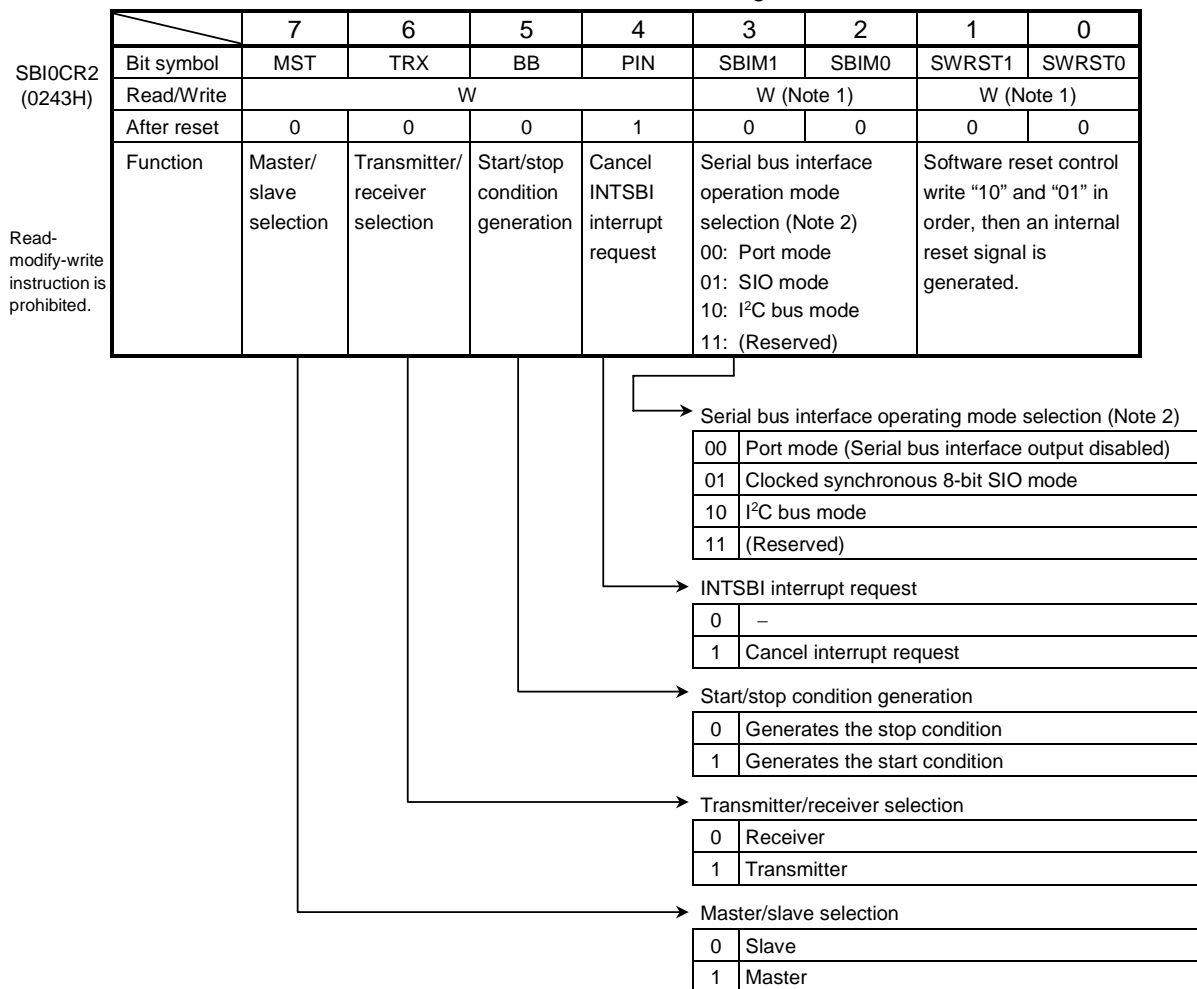 7 6 5 4 3 2 1 0
SBI0CR2
(0243H)
Bit symbol MST TRX BB PIN SBIM1 SBIM0 SWRST1 SWRST0
Read/Write W W (Note 1) W (Note 1)
After reset 0 0 0 1 0 0 0 0
Read-
modify-write
instruction is
prohibited.
Function
Master/
slave
selection
Transmitter/
receiver
selection
Start/stop
condition
generation
Cancel
INTSBI
interrupt
request
Serial bus interface
operation mode
selection (Note 2)
00: Port mode
01: SIO mode
10: I²C bus mode
11: (Reserved)
Software reset control
write “10” and “01” in
order, then an internal
reset signal is
generated.
Serial bus interface operating mode selection (Note 2)
00 Port mode (Serial bus interface output disabled)
01 Clocked synchronous 8-bit SIO mode
10 I²C bus mode
11 (Reserved)
INTSBI interrupt request
0 –
1 Cancel interrupt request
Start/stop condition generation
0 Generates the stop condition
1 Generates the start condition
Transmitter/receiver selection
0 Receiver
1 Transmitter
Master/slave selection
0 Slave
1 Master